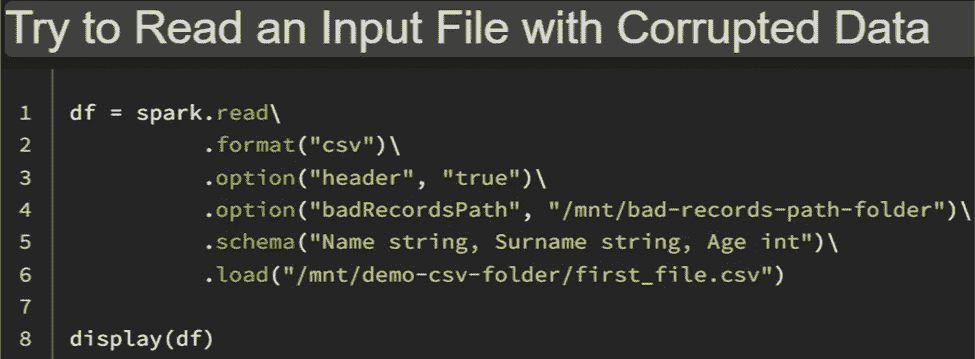 Try to Read an Input File with Corrupted Data
1 df = spark.read\
2 .format("csv")\
3 .option("header", "true")\
4 .option("badRecordsPath", "/mnt/bad-records-path-folder")\
5 .schema("Name string, Surname string, Age int")\
6 .load("/mnt/demo-csv-folder/first_file.csv")
7
8 display(df)